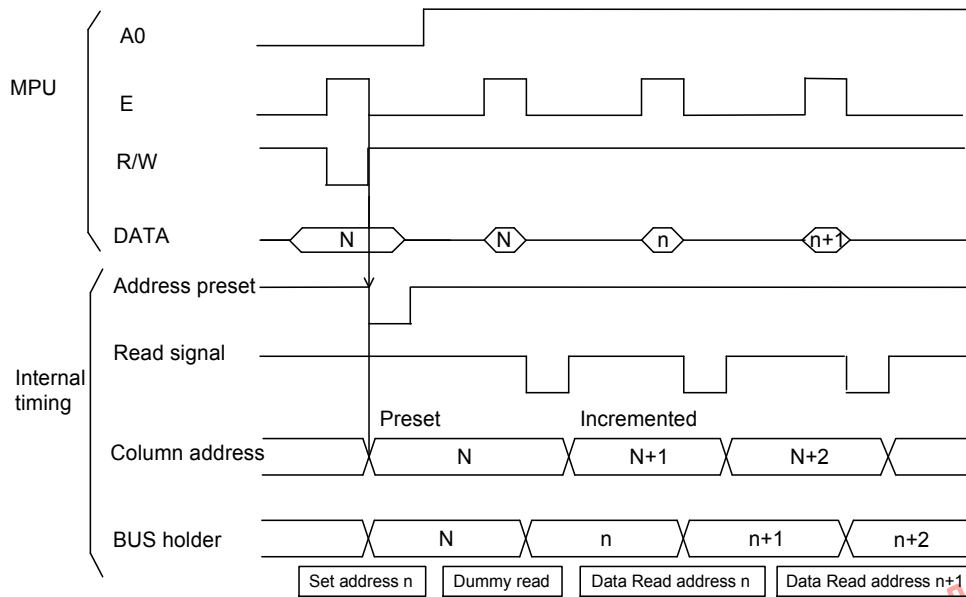 A0
MPU
E
R/W
DATA N N n n+1
Address preset
Read signal
Internal
timing
Preset Incremented
Column address N N+1 N+2
BUS holder N n n+1 n+2
Set address n Dummy read Data Read address n Data Read address n+1